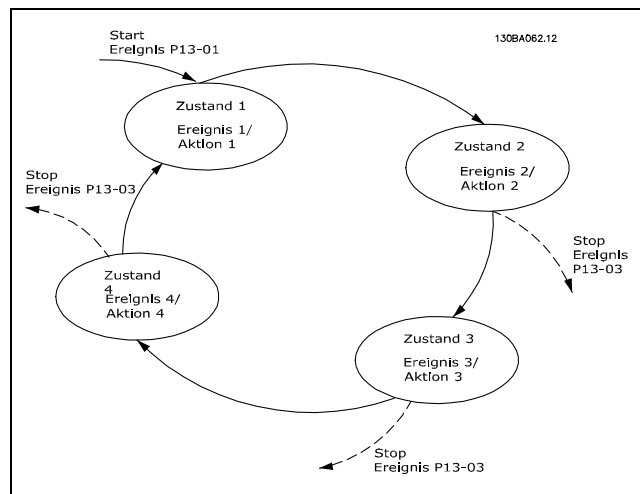 Start
Ereignis P13-01
130BA062.12
Zustand 1
Ereignis 1/
Aktion 1
Zustand 2
Ereignis 2/
Aktion 2
Stop
Ereignis P13-03
Stop
Ereignis
P13-03
Zustand
4
Ereignis 4/
Aktion 4
Zustand 3
Ereignis 3/
Aktion 3
Stop
Ereignis P13-03